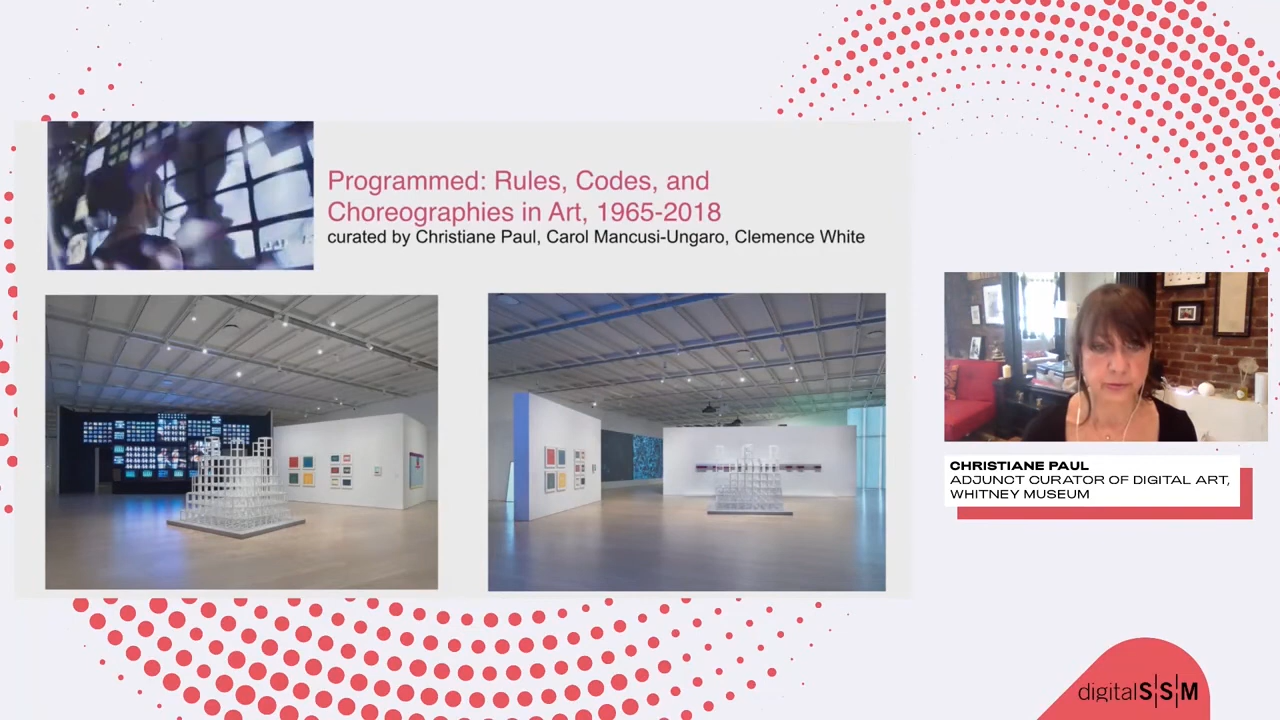 Programmed: Rules, Codes, and
Choreographies in Art, 1965-2018
curated by Christiane Paul, Carol Mancusi-Ungaro, Clemence White
CHRISTIANE PAUL
ADJUNCT CURATOR OF DIGITAL ART,
WHITNEY MUSEUM
digitalS|S|M